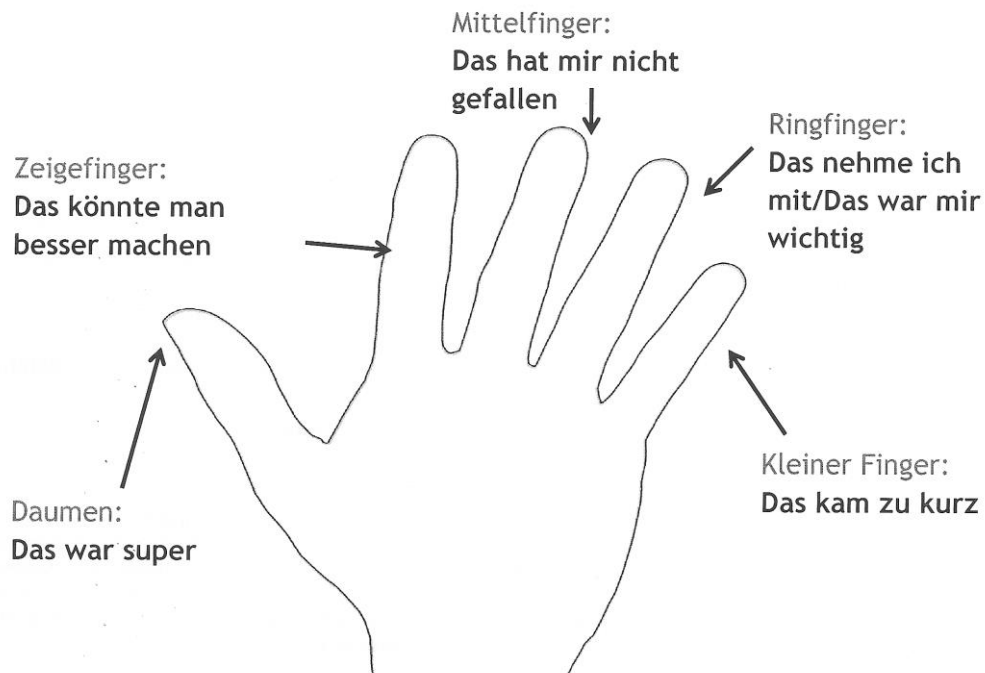 Mittelfinger:
Das hat mir nicht
gefallen
Ringfinger:
Das nehme ich
mit/Das war mir
wichtig
Zeigefinger:
Das könnte man
besser machen
Kleiner Finger:
Das kam zu kurz
Daumen:
Das war super